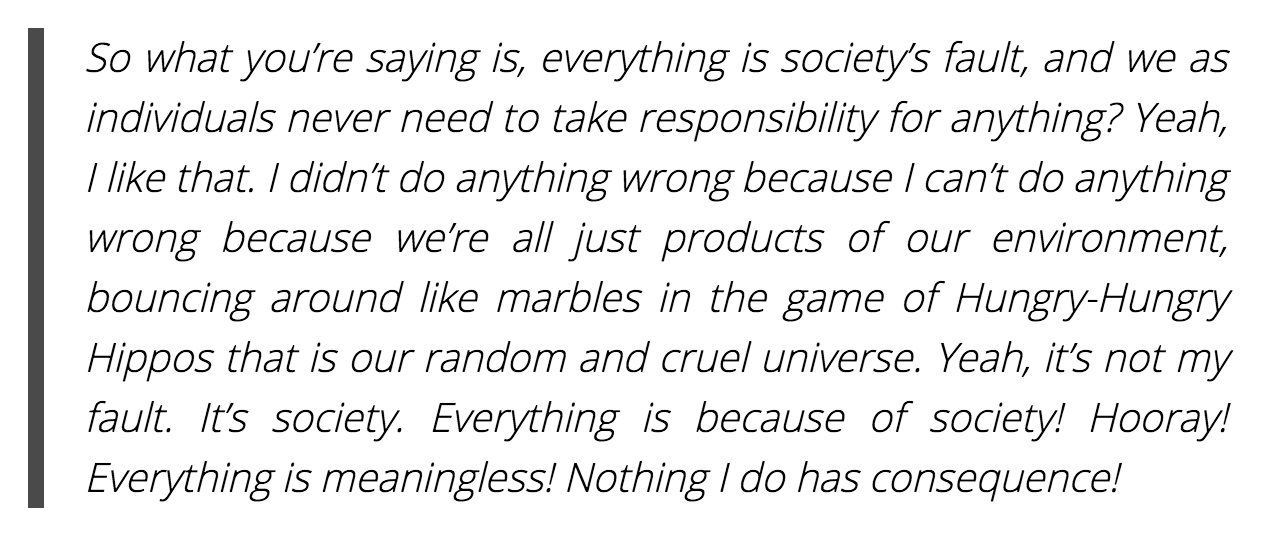 So what you’re saying is, everything is society’s fault, and we as
individuals never need to take responsibility for anything? Yeah,
I like that. I didn’t do anything wrong because I can’t do anything
wrong because we’re all just products of our environment,
bouncing around like marbles in the game of Hungry-Hungry
Hippos that is our random and cruel universe. Yeah, it’s not my
fault. It’s society. Everything is because of society! Hooray!
Everything is meaningless! Nothing I do has consequence!